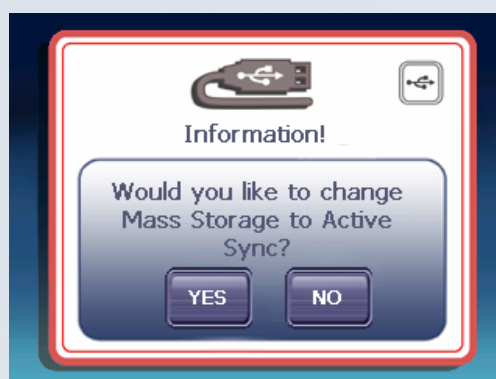 Information!
Would you like to change
Mass Storage to Active
Sync?
YES NO